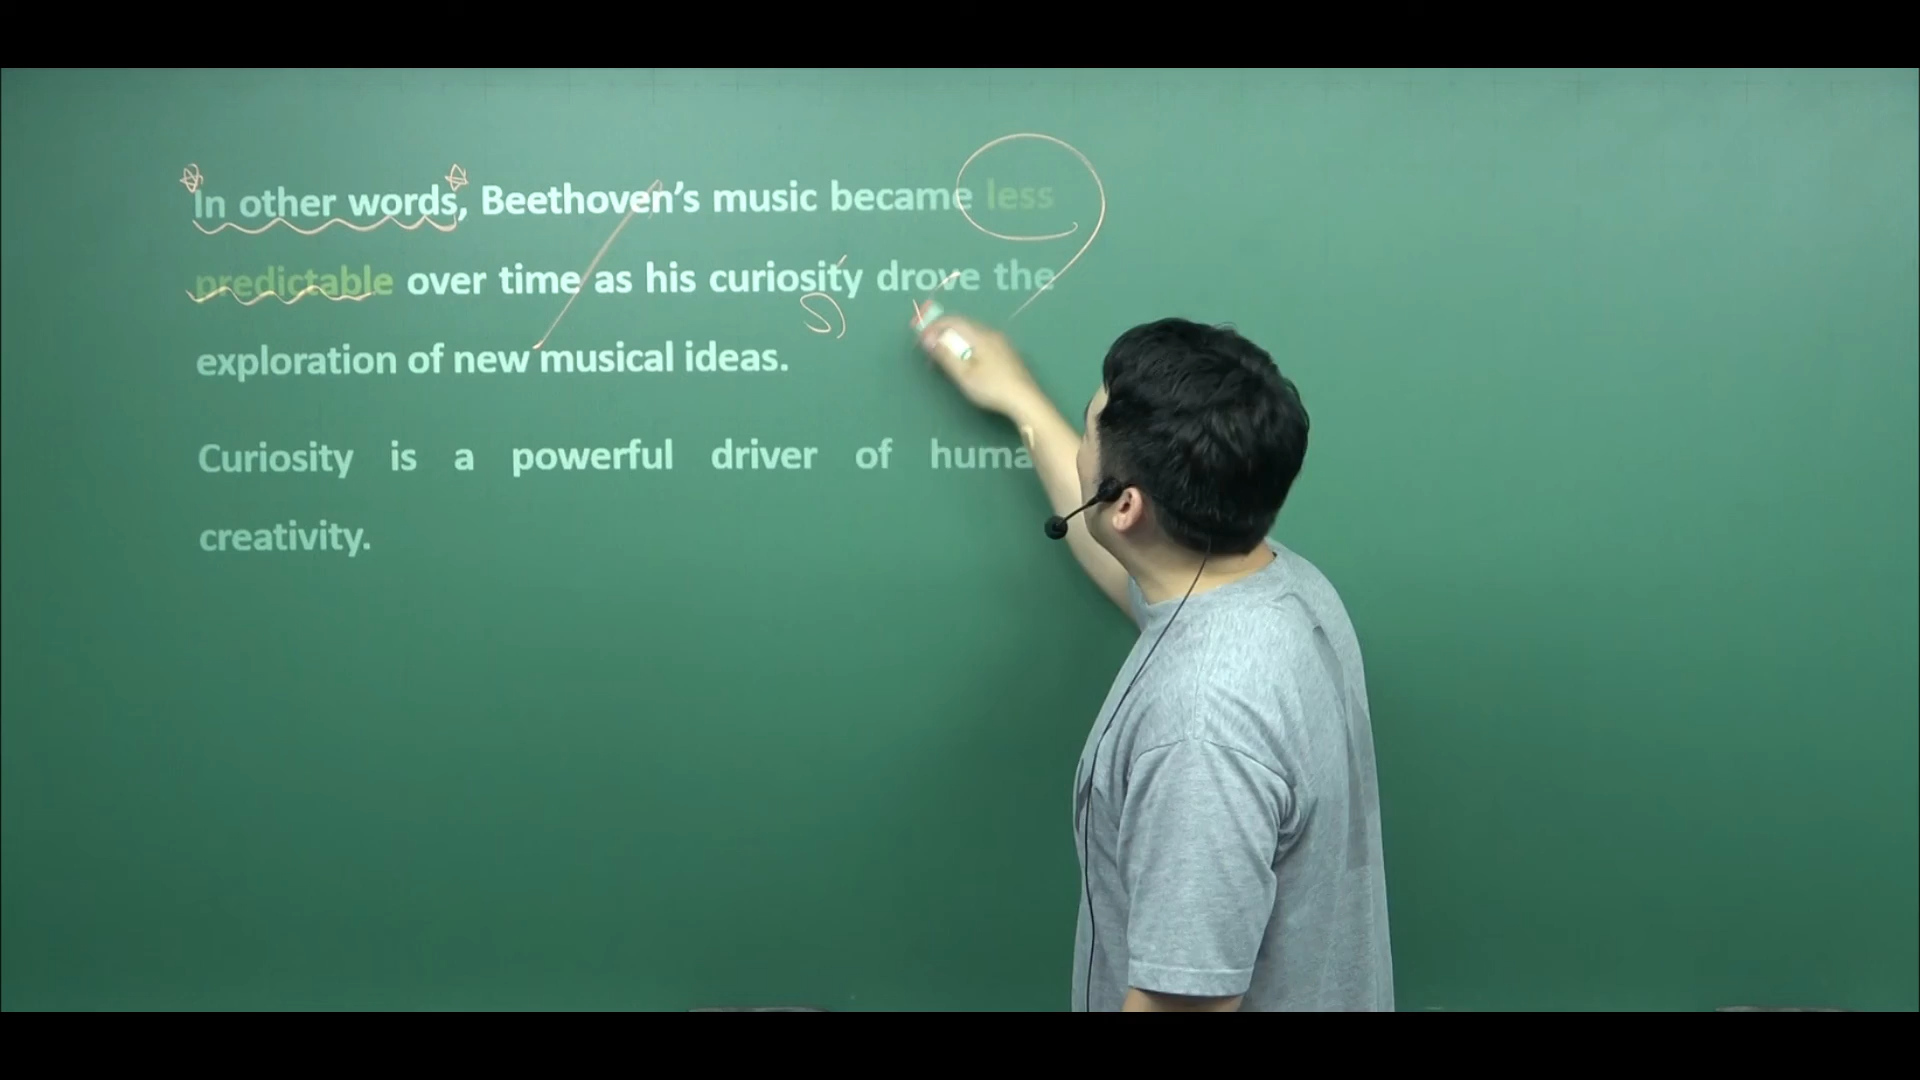 In other words, Beethoven's music became less
predictable over time as his curiosity drove the
exploration of new musical ideas.
S
Curiosity is a powerful driver of huma
creativity.